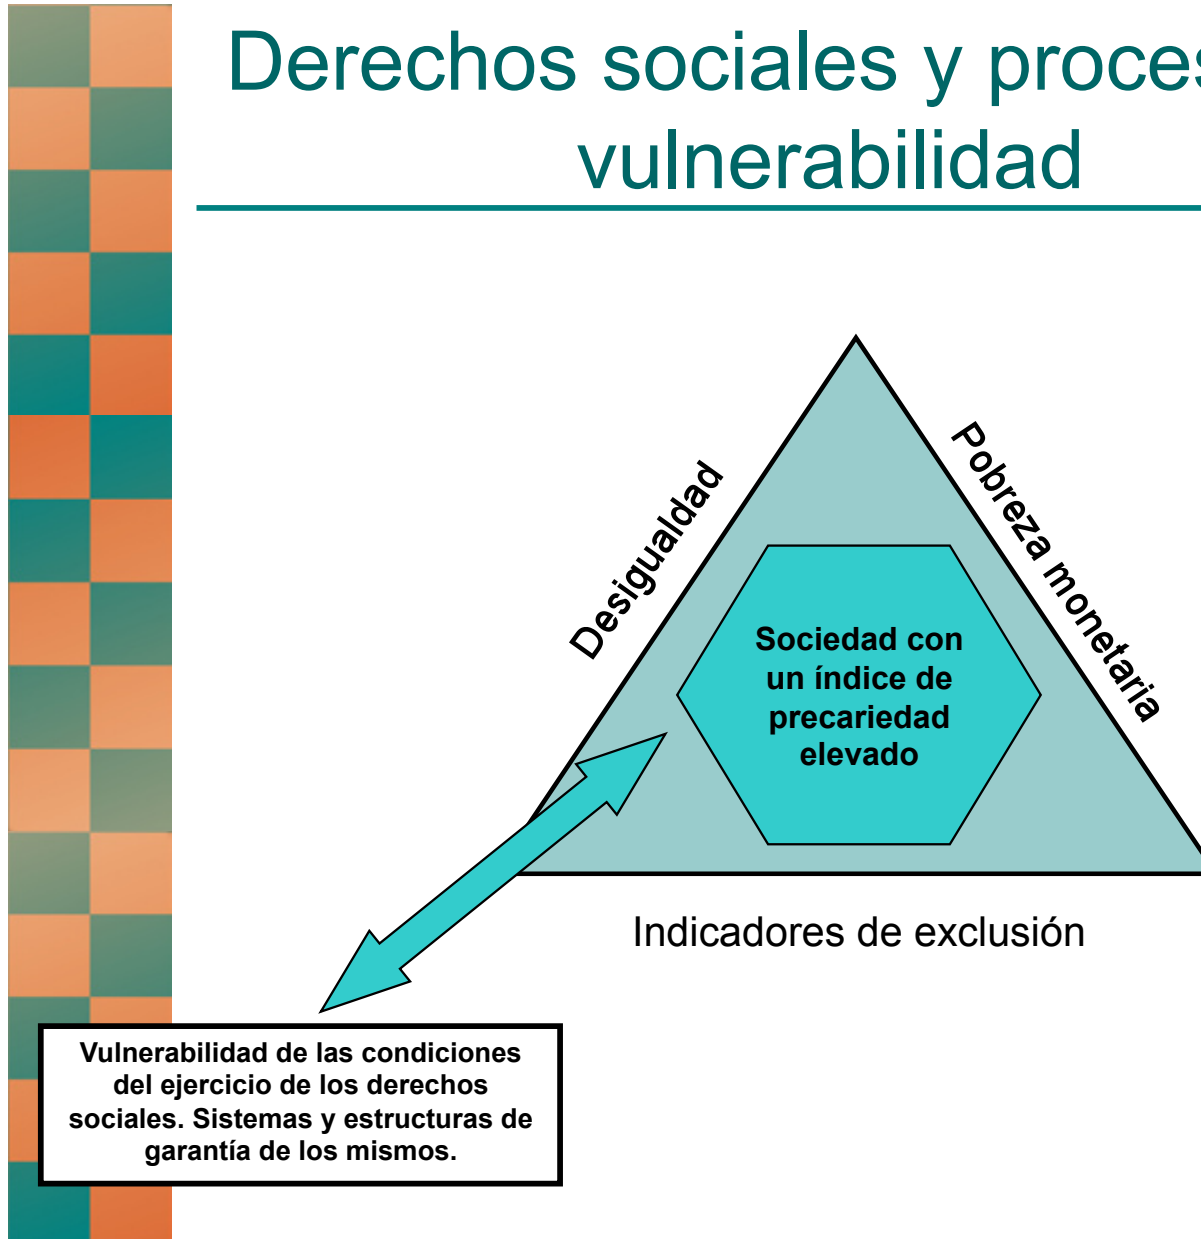 Derechos sociales y proces
vulnerabilidad
Desigualdad
Pobreza monetaria
Sociedad con
un índice de
precariedad
elevado
Indicadores de exclusión
Vulnerabilidad de las condiciones
del ejercicio de los derechos
sociales. Sistemas y estructuras de
garantía de los mismos.